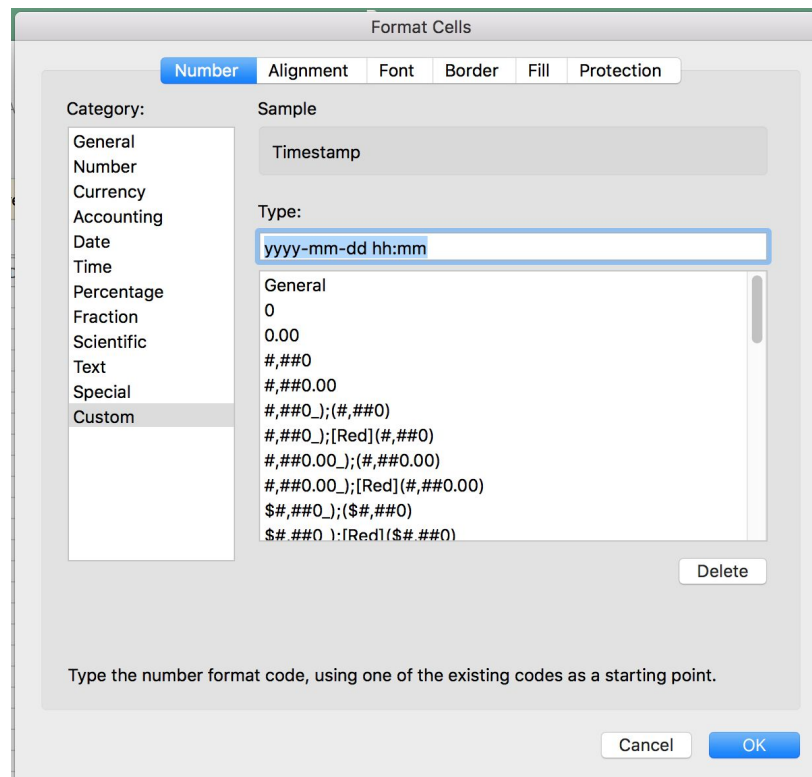 Format Cells
Number Alignment Font Border Fill Protection
Category:
General
Number
Currency
Accounting
Date
Time
Percentage
Fraction
Scientific
Text
Special
Custom
Sample
Timestamp
Type:
yyyy-mm-dd hh:mm
General
0
0.00
#,##0
#,##0.00
#,##0_);(#,##0)
#,##0_);[Red](#,##0)
#,##0.00_);(#,##0.00)
#,##0.00_);[Red](#,##0.00)
$#,##0_);($#,##0)
$#,##0_);[Red]($#,##0)
Delete
Type the number format code, using one of the existing codes as a starting point.
Cancel OK